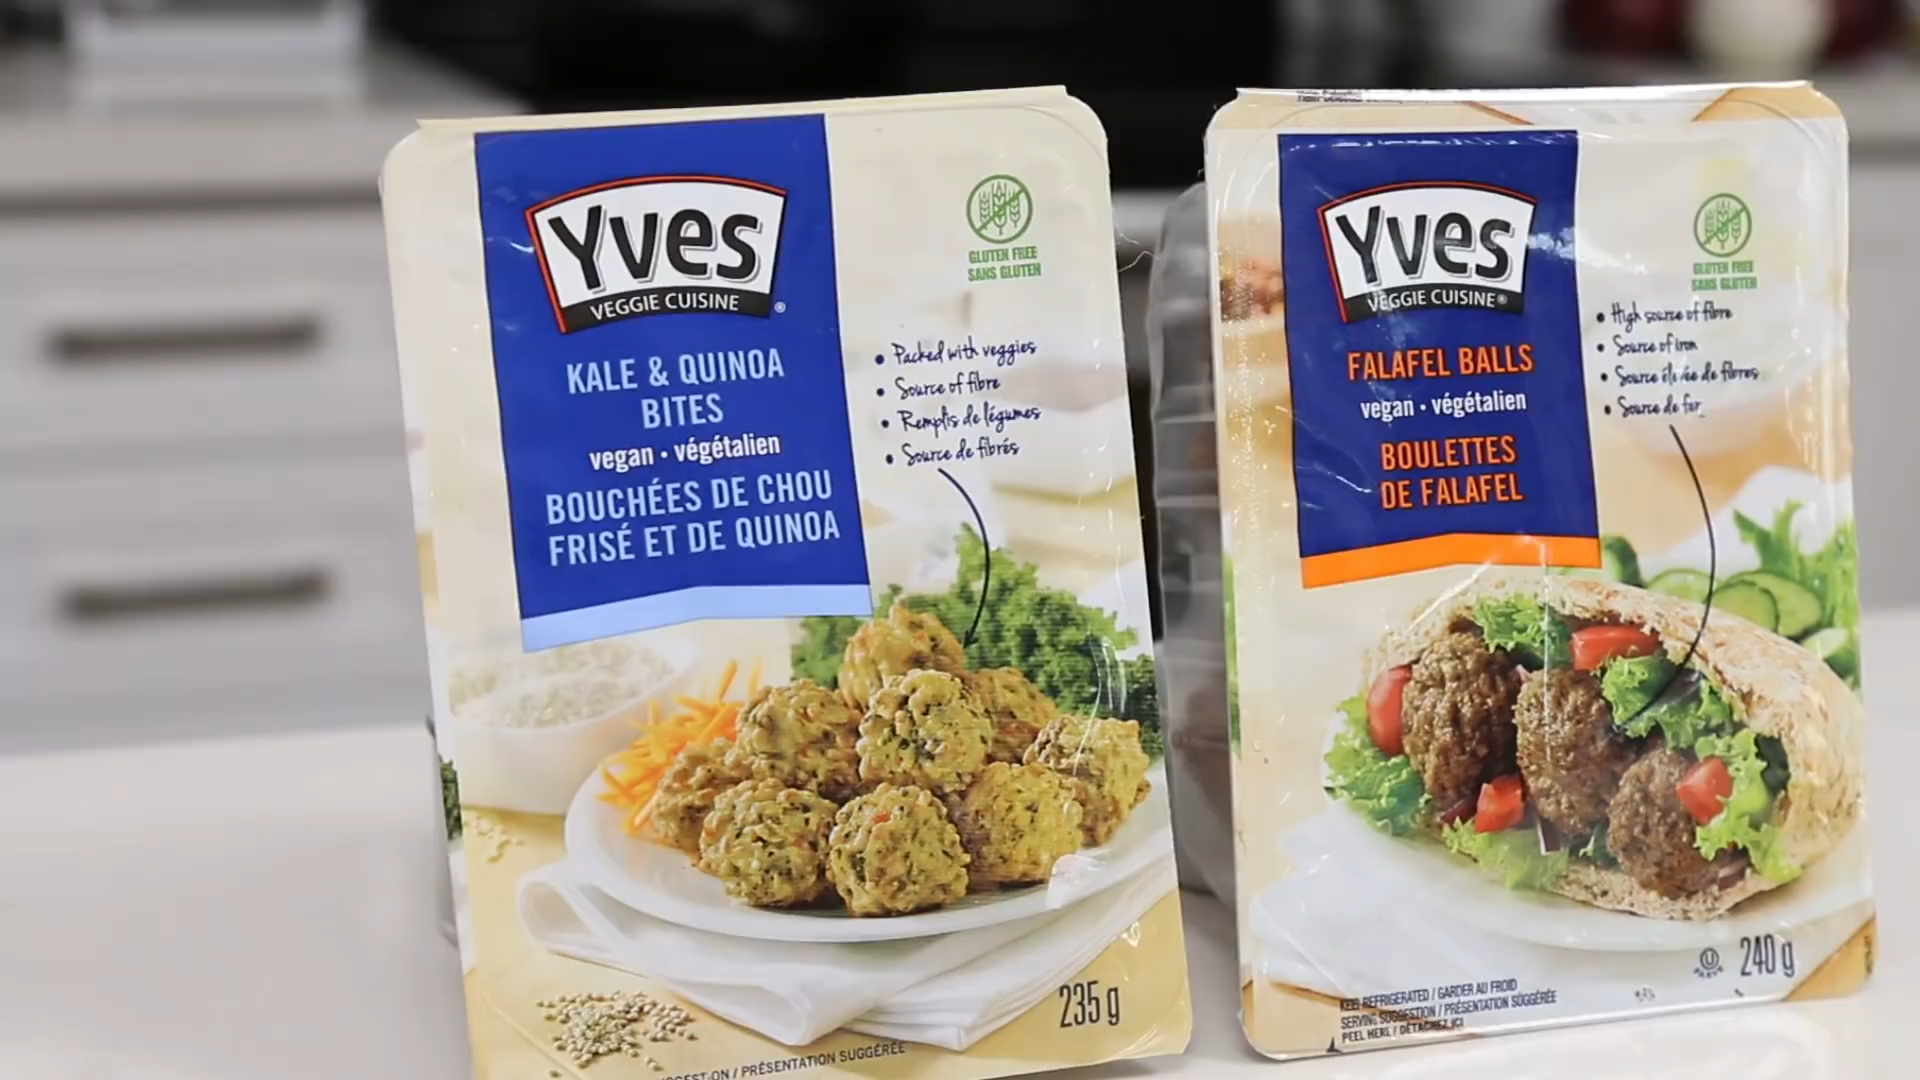 Yves
VEGGIE CUISINE ®
KALE & QUINOA
BITES
vegan • végétalien
BOUCHÉES DE CHOU
FRISÉ ET DE QUINOA
GLUTEN FREE
SANS GLUTEN
• Packed with veggies
• Source of fibre
• Remplis de légumes
• Source de fibrés
235 g
/ PRÉSENTATION SUGGÉRÉE
Yves
VEGGIE CUISINE®
FALAFEL BALLS
vegan • végétalien
BOULETTES
DE FALAFEL
GLUTEN FREE
SANS GLUTEN
• High source of fibre
• Source of iron
• Source élevée de fibres
• Source de fer
U
PARVE
240 g
KEEP REFRIGERATED / GARDER AU FROID
SERVING SUGGESTION / PRÉSENTATION SUGGÉRÉE
PEEL HERE / DÉTACHEZ ICI